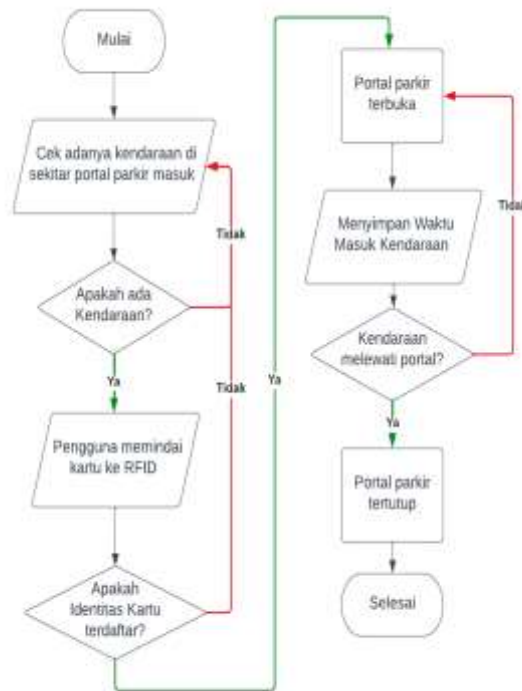 Mulai
Cek adanya kendaraan di
sekitar portal parkir masuk
Tidak
Apakah ada
Kendaraan?
Ya
Tidak
Pengguna memindai
kartu ke RFID
Apakah
Identitas Kartu
terdaftar?
Ya
Portal parkir
terbuka
Menyimpan Waktu
Masuk Kendaraan
Tidak
Kendaraan
melewati portal?
Ya
Portal parkir
tertutup
Selesai